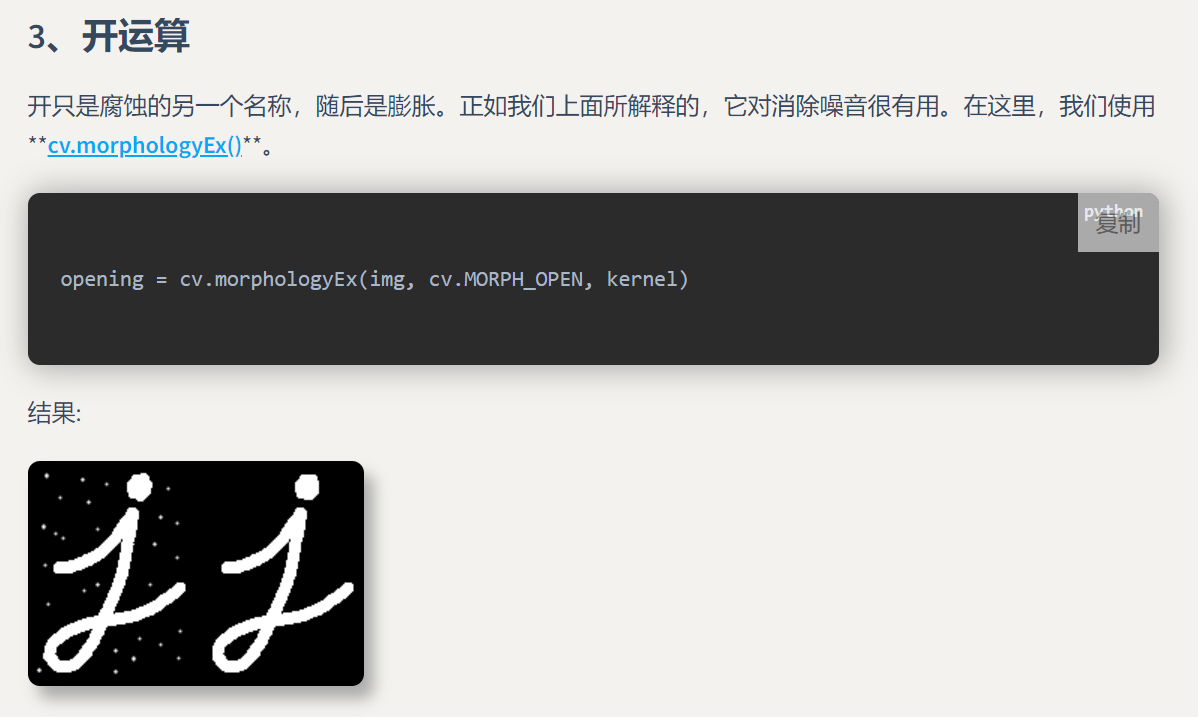 3、开运算
开只是腐蚀的另一个名称，随后是膨胀。正如我们上面所解释的，它对消除噪音很有用。在这里，我们使用
**cv.morphologyEx()**。
python
复制
opening = cv.morphologyEx(img, cv.MORPH_OPEN, kernel)
结果:
j j